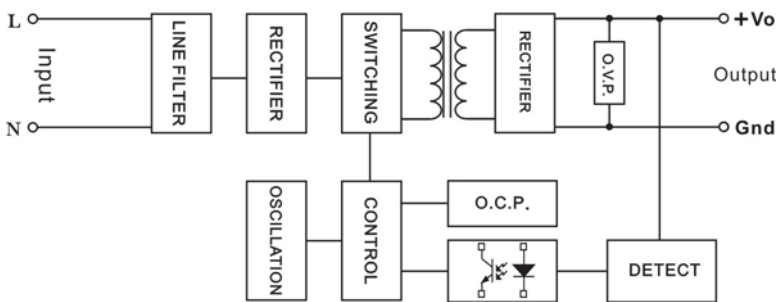 L
N
Input
LINE FILTER
RECTIFIER
SWITCHING
RECTIFIER
O.V.P.
+Vo
Output
Gnd
OSCILLATION
CONTROL
O.C.P.
DETECT